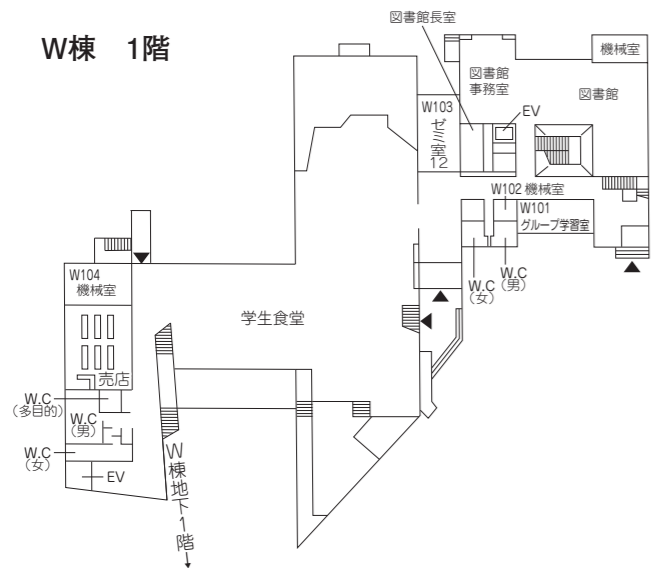 W棟 1階
図書館長室
機械室
図書館
事務室
図書館
EV
W103
ゼミ室12
W102 機械室
W101
グループ学習室
W.C
(女)
W.C
(男)
W104
機械室
学生食堂
売店
W.C
(多目的)
W.C
(男)
W.C
(女)
EV
W棟地下1階